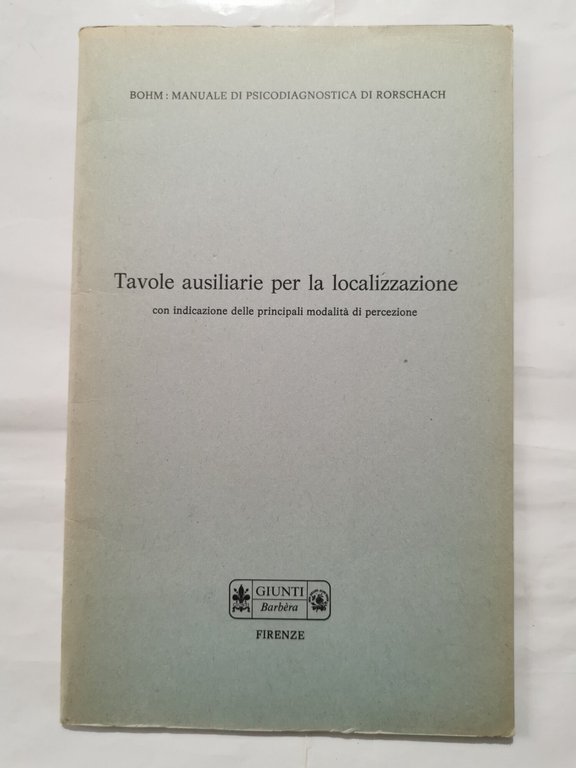 BOHM: MANUALE DI PSICODIAGNOSTICA DI RORSCHACH
Tavole ausiliarie per la localizzazione
con indicazione delle principali modalità di percezione
GIUNTI
Barbèra
FIRENZE